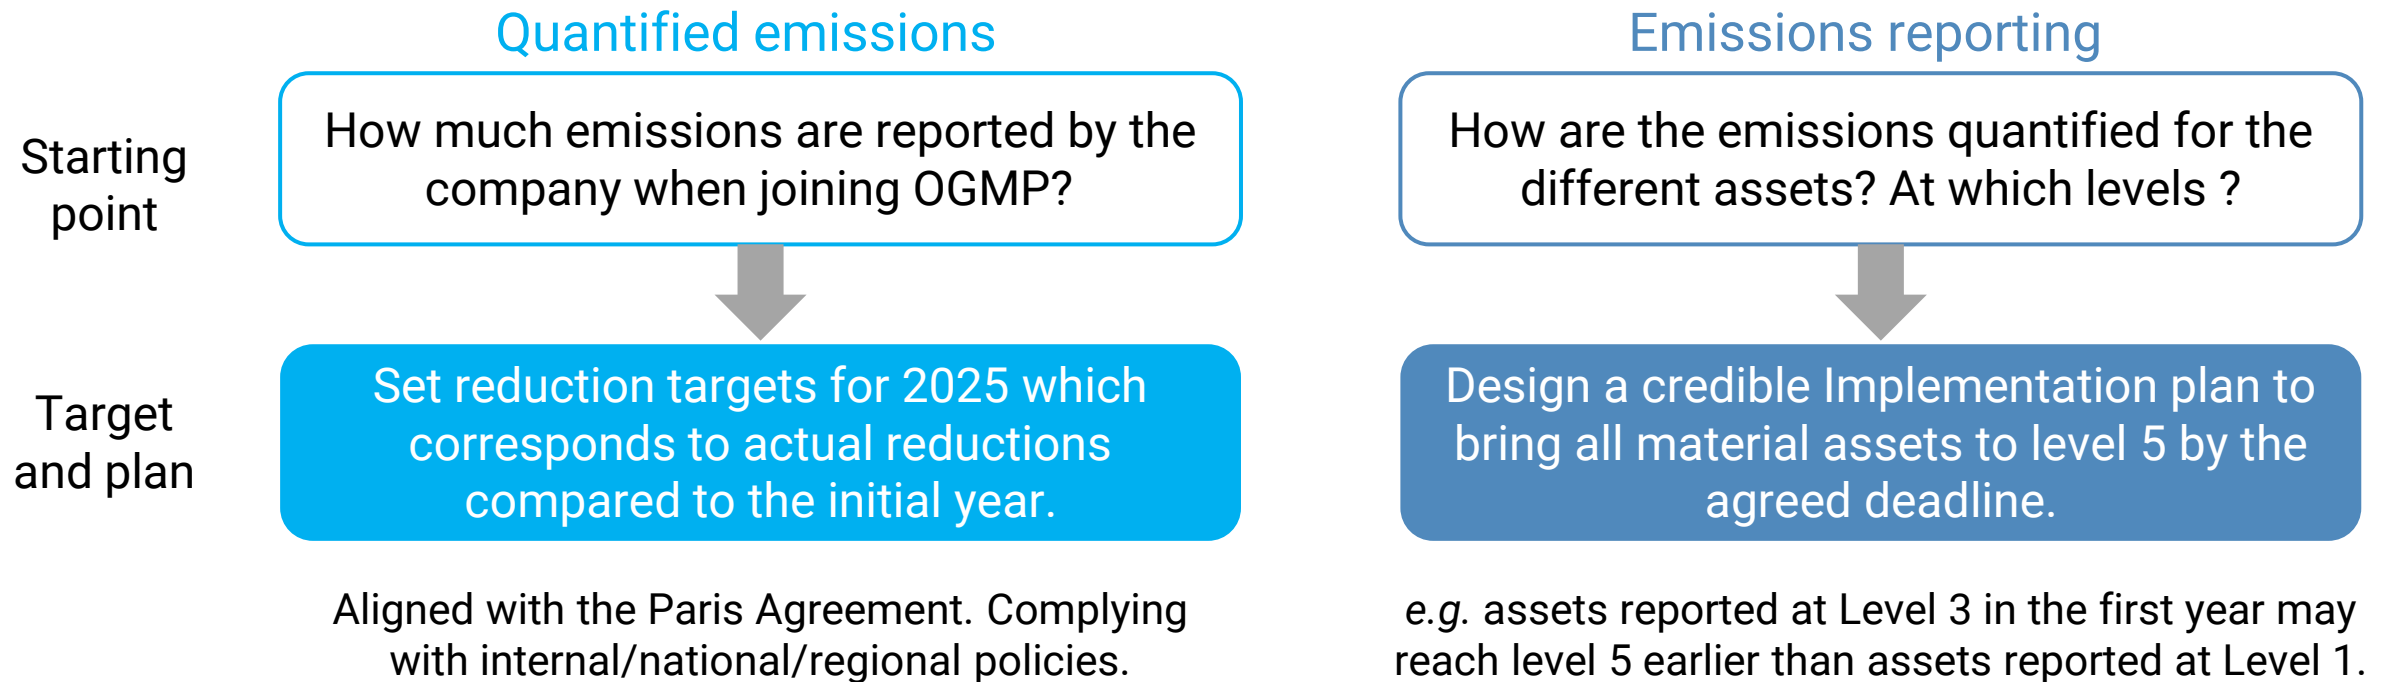 Quantified emissions
Emissions reporting
Starting
point
How much emissions are reported by the
company when joining OGMP?
How are the emissions quantified for the
different assets? At which levels ?
Target
and plan
Set reduction targets for 2025 which
corresponds to actual reductions
compared to the initial year.
Design a credible Implementation plan to
bring all material assets to level 5 by the
agreed deadline.
Aligned with the Paris Agreement. Complying
with internal/national/regional policies.
e.g. assets reported at Level 3 in the first year may
reach level 5 earlier than assets reported at Level 1.